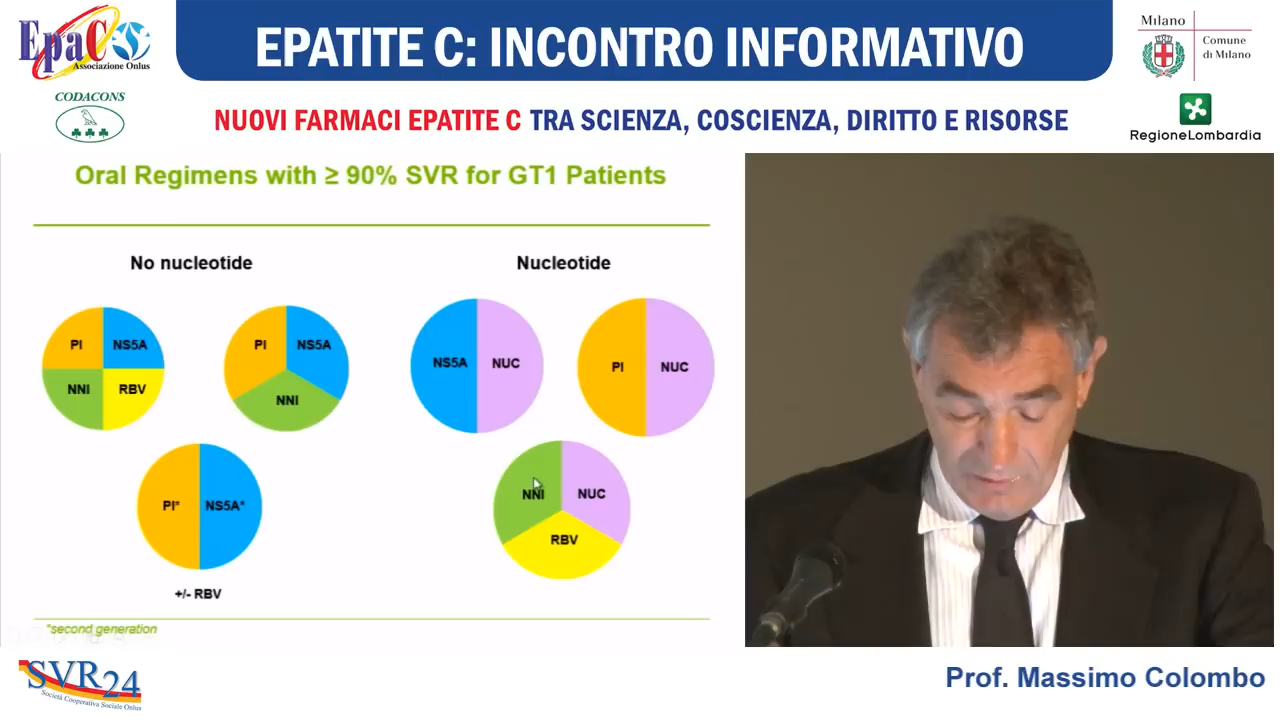 EpaC
Associazione Onlus
EPATITE C: INCONTRO INFORMATIVO
Milano
Comune
di Milano
CODACONS
NUOVI FARMACI EPATITE C TRA SCIENZA, COSCIENZA, DIRITTO E RISORSE
RegioneLombardia
Oral Regimens with ≥ 90% SVR for GT1 Patients
No nucleotide
Nucleotide
PI NS5A
NNI RBV
PI NS5A
NNI
NS5A NUC
PI NUC
PI* NS5A*
+/- RBV
NNI NUC
RBV
*second generation
SVR24
Società Cooperativa Sociale Onlus
Prof. Massimo Colombo